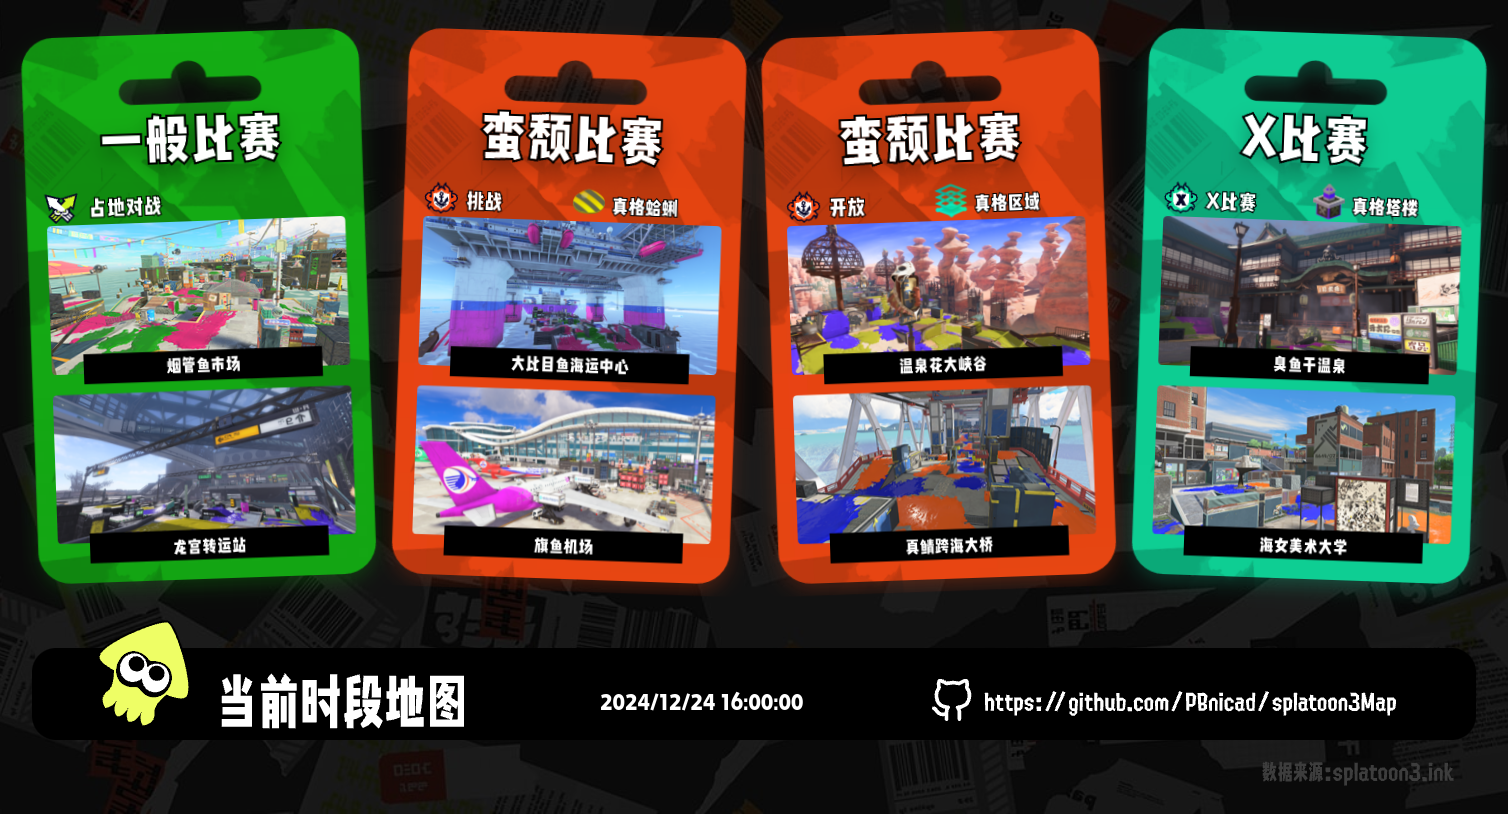 一般比赛
占地对战
烟管鱼市场
龙宫转运站
蛮颓比赛
挑战
真格蛤蜊
大比目鱼海运中心
旗鱼机场
蛮颓比赛
开放
真格区域
温泉花大峡谷
真鲭跨海大桥
X比赛
X比赛
真格塔楼
臭鱼干温泉
海女美术大学
当前时段地图
2024/12/24 16:00:00
https://github.com/PBnicad/splatoon3Map
数据来源:splatoon3.ink